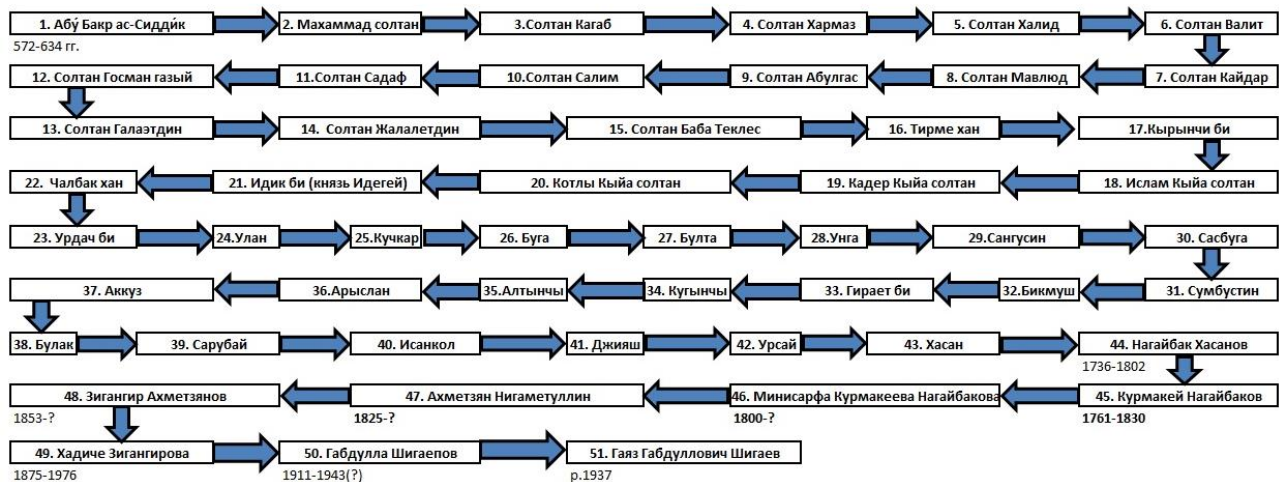 1. Абу́ Бакр ас-Сидди́к
572-634 гг.
2. Махаммад солтан
3.Солтан Кагаб
4. Солтан Хармаз
5. Солтан Халид
6. Солтан Валит
7. Солтан Кайдар
8. Солтан Мавлюд
9. Солтан Абулгас
10.Солтан Салим
11.Солтан Садаф
12. Солтан Госман газый
13. Солтан Галаэтдин
14. Солтан Жалалетдин
15. Солтан Баба Теклес
16. Тирме хан
17.Кырынчи би
18. Ислам Кыйа солтан
19. Кадер Кыйа солтан
20. Котлы Кыйа солтан
21. Идик би (князь Идегей)
22. Чалбак хан
23. Урдач би
24.Улан
25.Кучкар
26. Буга
27. Булта
28.Унга
29.Сангусин
30. Сасбуга
31. Сумбустин
32.Бикмуш
33. Гирает би
34. Кугынчы
35.Алтынчы
36.Арыслан
37. Аккуз
38. Булак
39. Сарубай
40. Исанкол
41. Джияш
42. Урсай
43. Хасан
44. Нагайбак Хасанов
1736-1802
45. Курмакей Нагайбаков
1761-1830
46. Минисарфа Курмакеева Нагайбакова
1800-?
47. Ахметзян Нигаметуллин
1825-?
48. Зигангир Ахметзянов
1853-?
49. Хадиче Зигангирова
1875-1976
50. Габдулла Шигаепов
1911-1943(?)
51. Гаяз Габдуллович Шигаев
р.1937